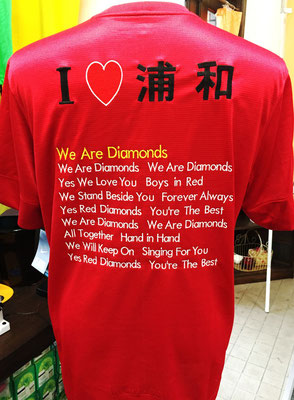 I ♡ 浦和
We Are Diamonds
We Are Diamonds We Are Diamonds
Yes We Love You Boys in Red
We Stand Beside You Forever Always
Yes Red Diamonds You're The Best
We Are Diamonds We Are Diamonds
All Together Hand in Hand
We Will Keep On Singing For You
Yes Red Diamonds You're The Best